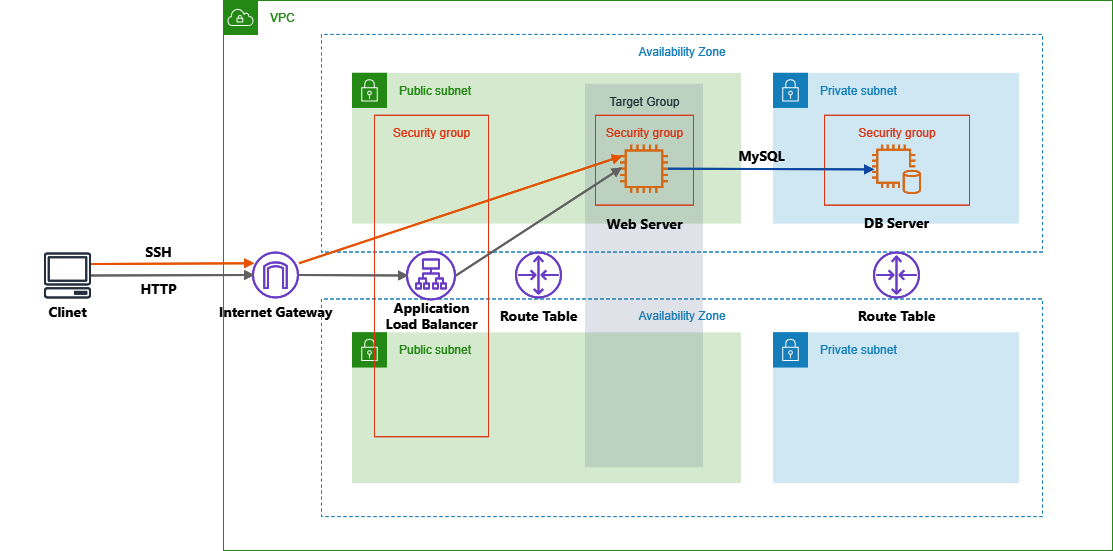 VPC
Availability Zone
Public subnet
Private subnet
Target Group
Security group
Security group
Security group
MySQL
Web Server
DB Server
SSH
HTTP
Clinet
Internet Gateway
Application
Load Balancer
Route Table
Route Table
Availability Zone
Public subnet
Private subnet